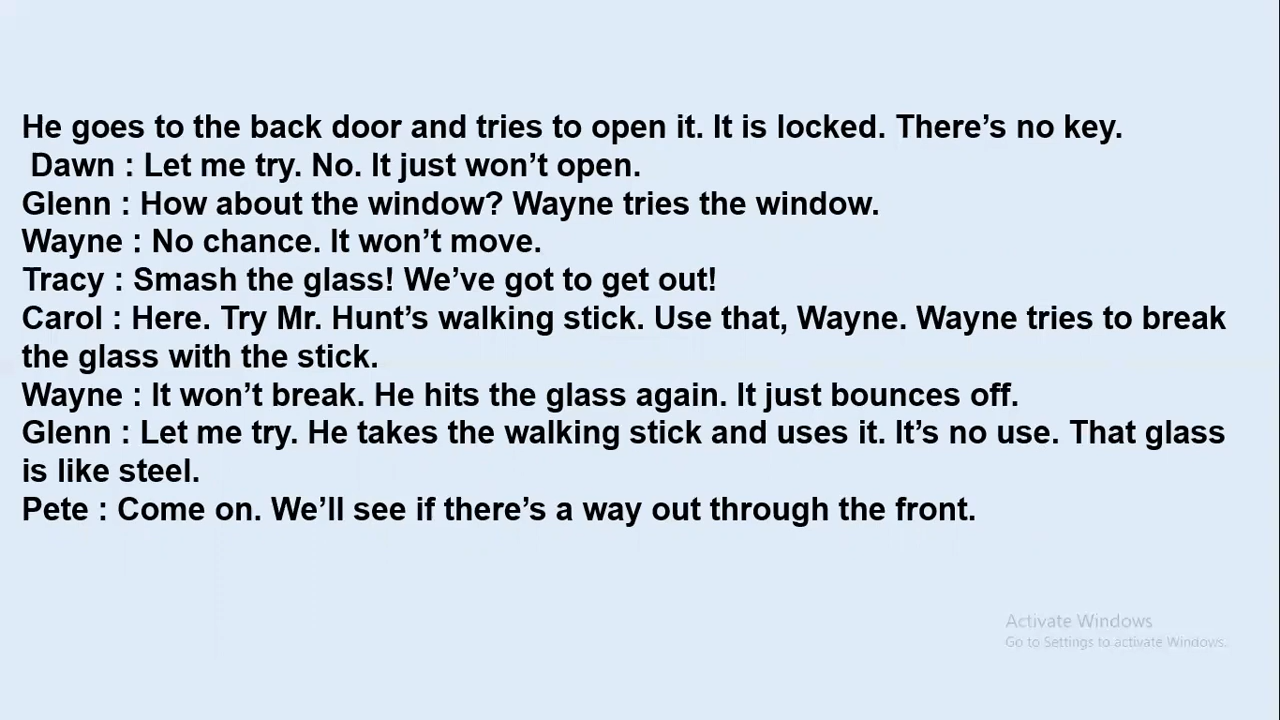 He goes to the back door and tries to open it. It is locked. There’s no key.
Dawn : Let me try. No. It just won’t open.
Glenn : How about the window? Wayne tries the window.
Wayne : No chance. It won’t move.
Tracy : Smash the glass! We’ve got to get out!
Carol : Here. Try Mr. Hunt’s walking stick. Use that, Wayne. Wayne tries to break
the glass with the stick.
Wayne : It won’t break. He hits the glass again. It just bounces off.
Glenn : Let me try. He takes the walking stick and uses it. It’s no use. That glass
is like steel.
Pete : Come on. We’ll see if there’s a way out through the front.
Activate Windows
Go to Settings to activate Windows.